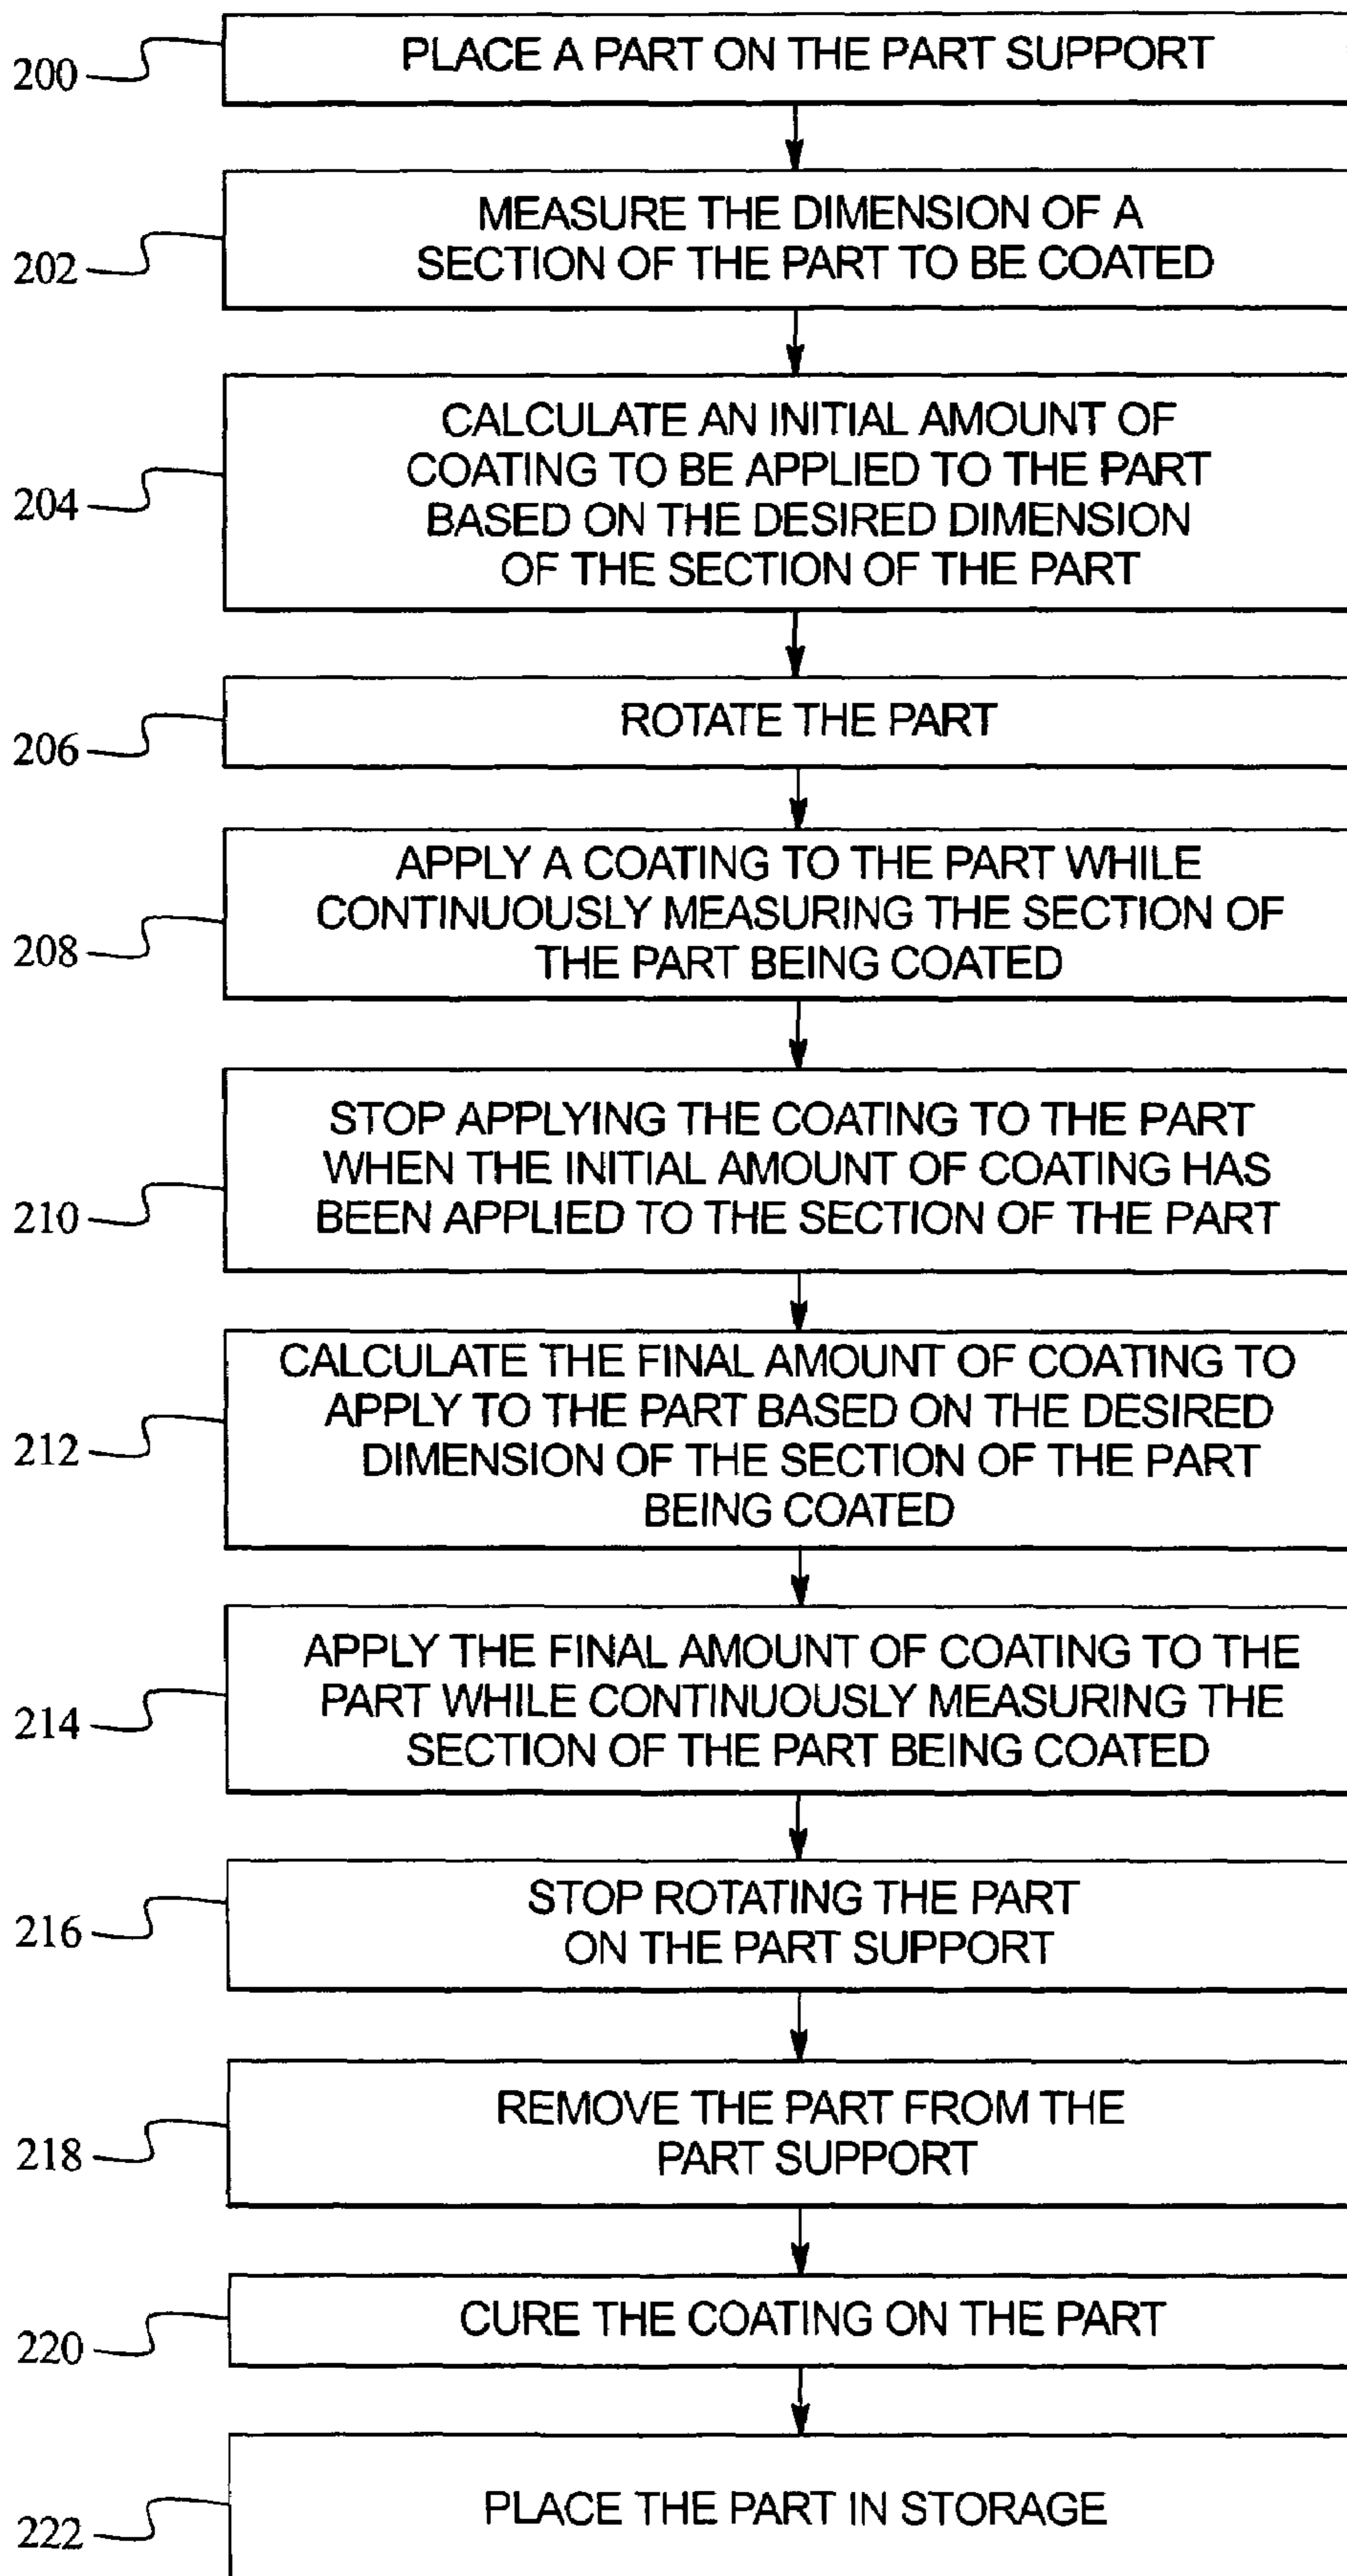 200
PLACE A PART ON THE PART SUPPORT
202
MEASURE THE DIMENSION OF A
SECTION OF THE PART TO BE COATED
204
CALCULATE AN INITIAL AMOUNT OF
COATING TO BE APPLIED TO THE PART
BASED ON THE DESIRED DIMENSION
OF THE SECTION OF THE PART
206
ROTATE THE PART
208
APPLY A COATING TO THE PART WHILE
CONTINUOUSLY MEASURING THE SECTION OF
THE PART BEING COATED
210
STOP APPLYING THE COATING TO THE PART
WHEN THE INITIAL AMOUNT OF COATING HAS
BEEN APPLIED TO THE SECTION OF THE PART
212
CALCULATE THE FINAL AMOUNT OF COATING TO
APPLY TO THE PART BASED ON THE DESIRED
DIMENSION OF THE SECTION OF THE PART
BEING COATED
214
APPLY THE FINAL AMOUNT OF COATING TO THE
PART WHILE CONTINUOUSLY MEASURING THE
SECTION OF THE PART BEING COATED
216
STOP ROTATING THE PART
ON THE PART SUPPORT
218
REMOVE THE PART FROM THE
PART SUPPORT
220
CURE THE COATING ON THE PART
222
PLACE THE PART IN STORAGE